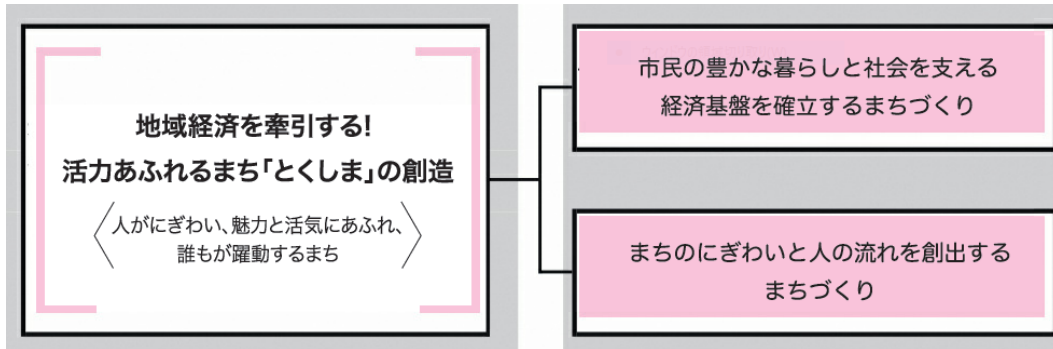 地域経済を牽引する!
活力あふれるまち「とくしま」の創造
人がにぎわい、魅力と活気にあふれ、
誰もが躍動するまち
市民の豊かな暮らしと社会を支える
経済基盤を確立するまちづくり
まちのにぎわいと人の流れを創出する
まちづくり